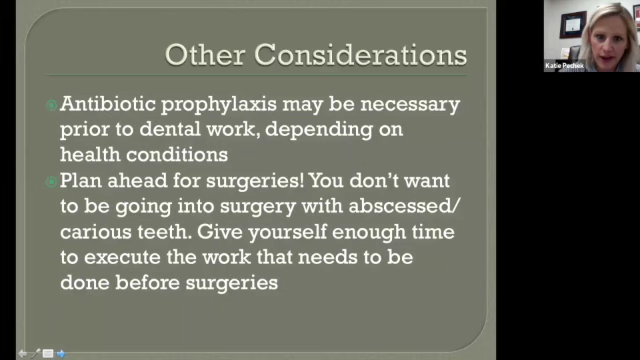 Other Considerations
Antibiotic prophylaxis may be necessary
prior to dental work, depending on
health conditions
Plan ahead for surgeries! You don't want
to be going into surgery with abscessed/
carious teeth. Give yourself enough time
to execute the work that needs to be
done before surgeries
Katie Pechek